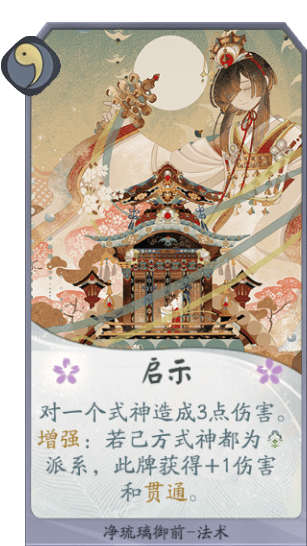 启示
对一个式神造成3点伤害。
增强：若己方式神都为
派系，此牌获得+1伤害
和贯通。
净琉璃御前-法术